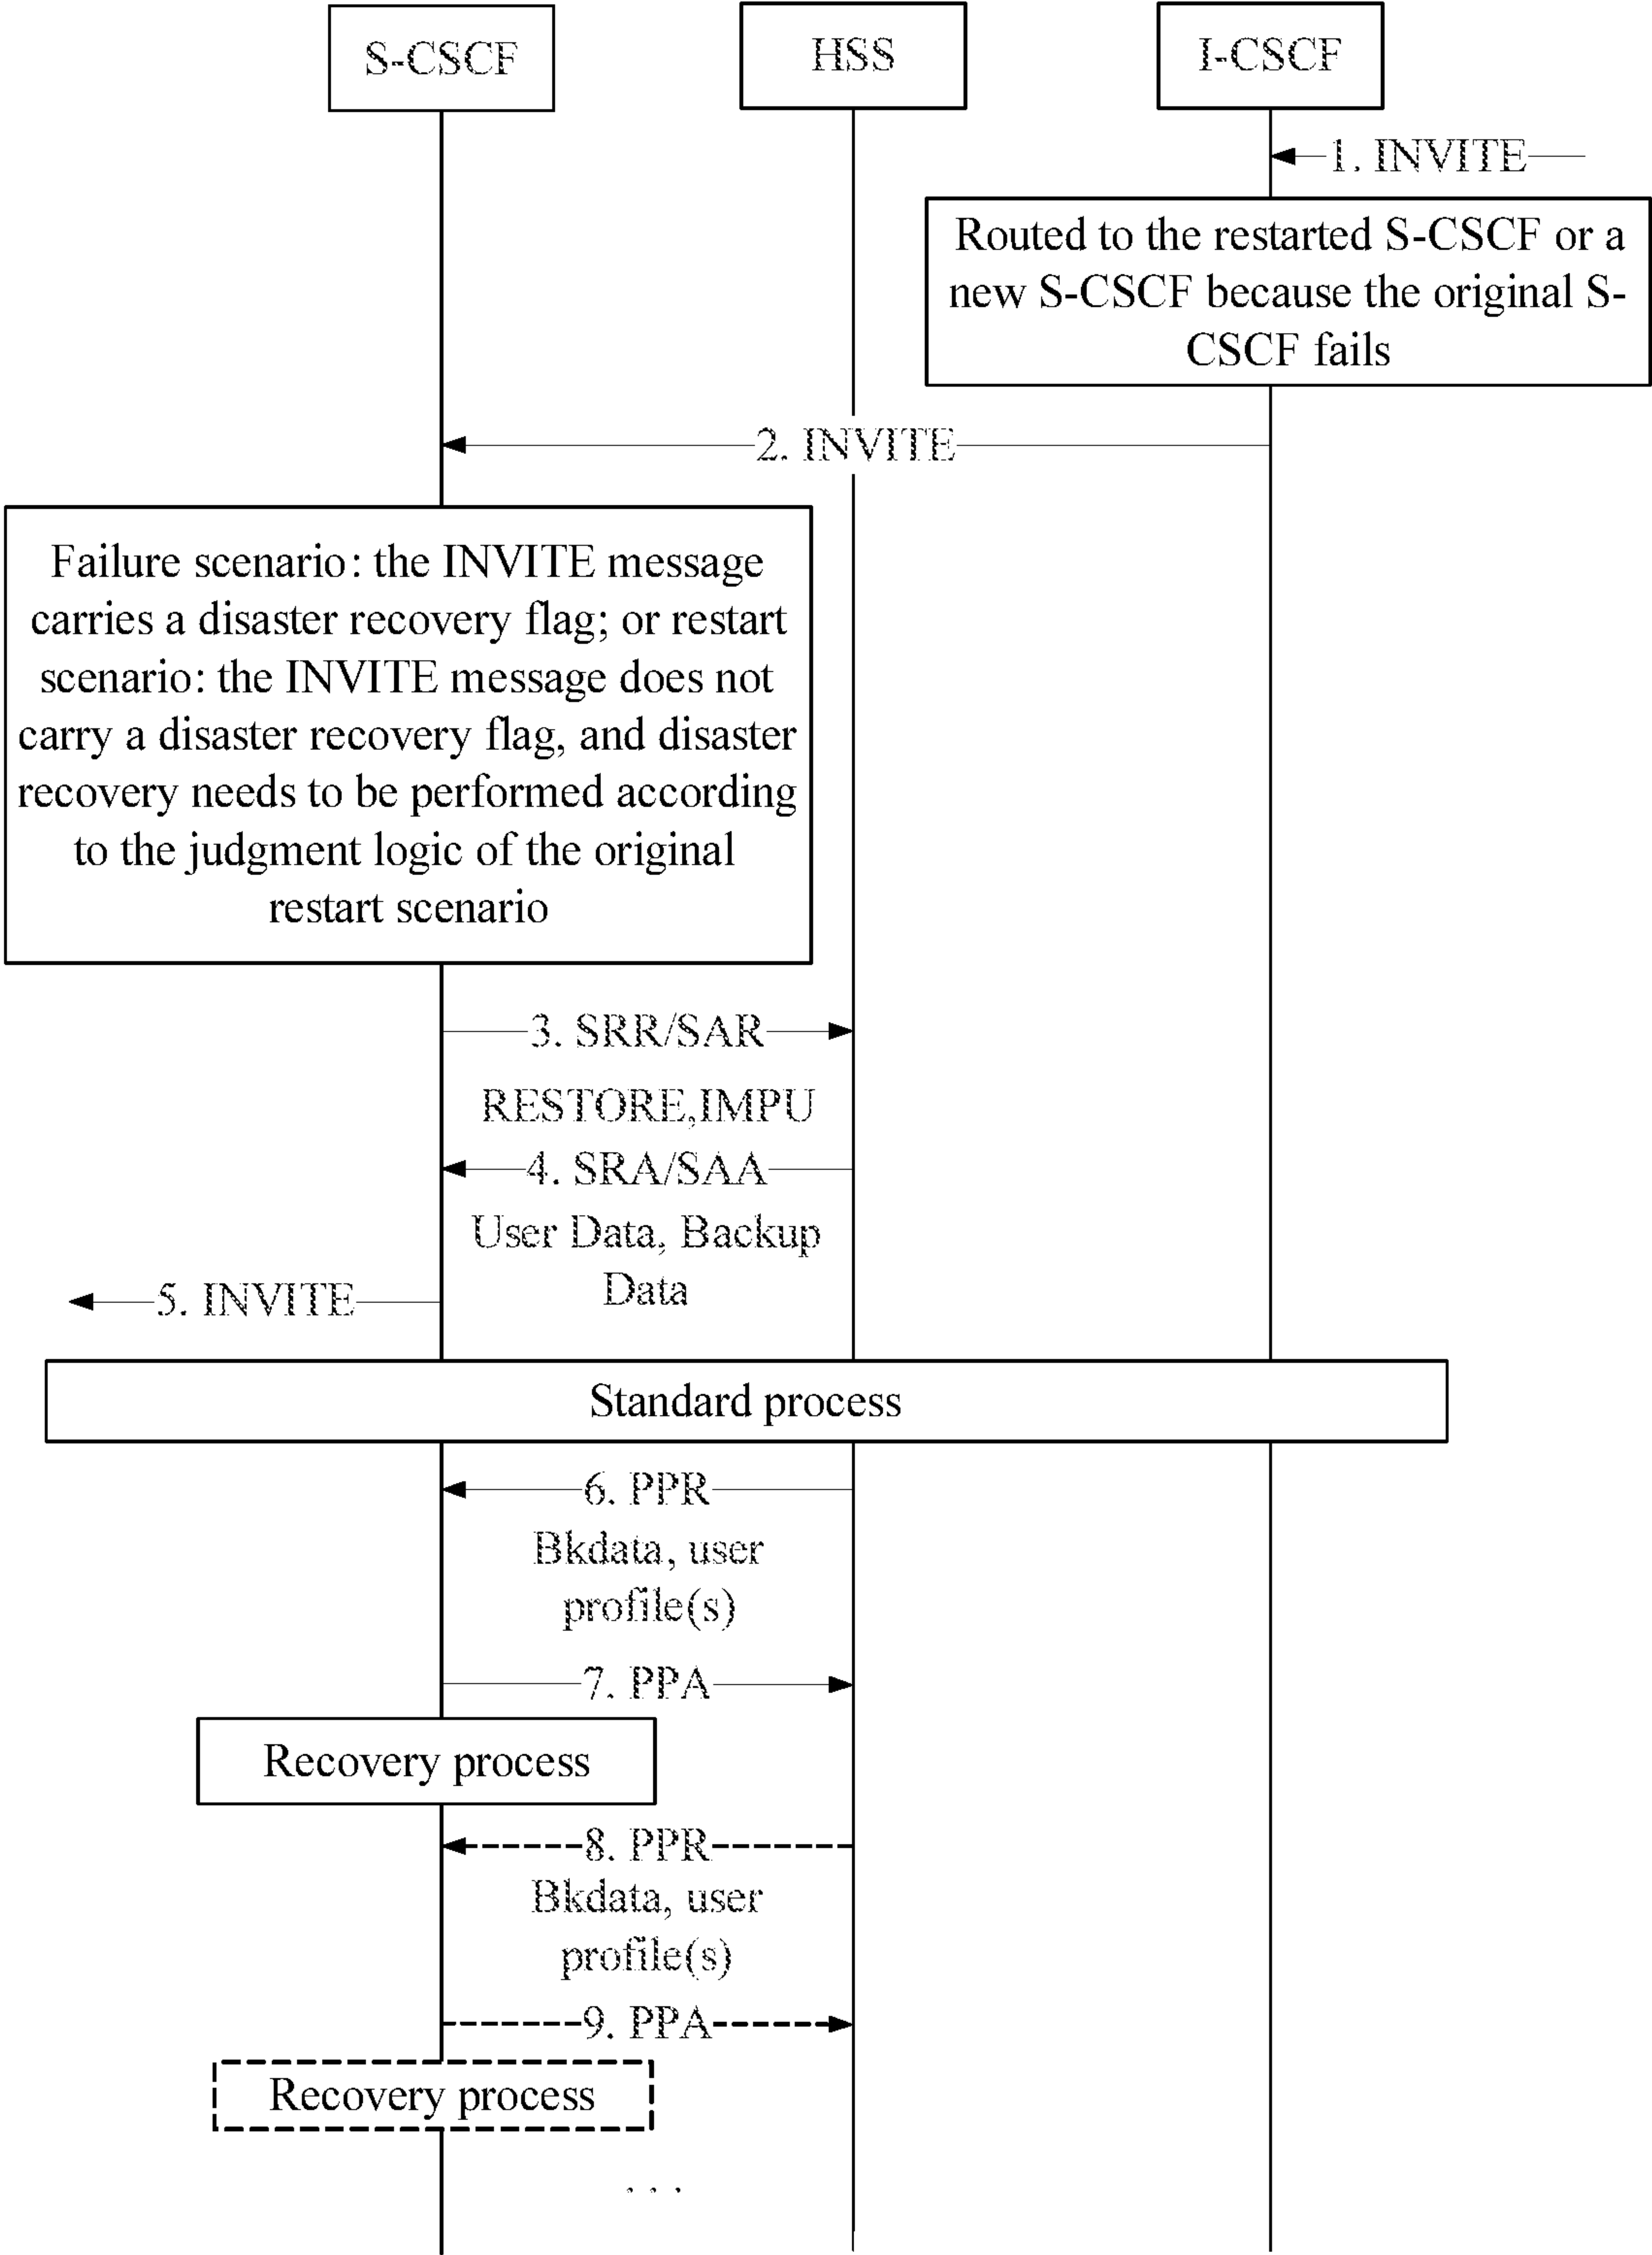 S-CSCF
HSS
I-CSCF
1. INVITE
Routed to the restarted S-CSCF or a
new S-CSCF because the original S-
CSCF fails
2. INVITE
Failure scenario: the INVITE message
carries a disaster recovery flag; or restart
scenario: the INVITE message does not
carry a disaster recovery flag, and disaster
recovery needs to be performed according
to the judgment logic of the original
restart scenario
3. SRR/SAR
RESTORE,IMPU
4. SRA/SAA
User Data, Backup
Data
5. INVITE
Standard process
6. PPR
Bkdata, user
profile(s)
7. PPA
Recovery process
8. PPR
Bkdata, user
profile(s)
9. PPA
Recovery process
. . .